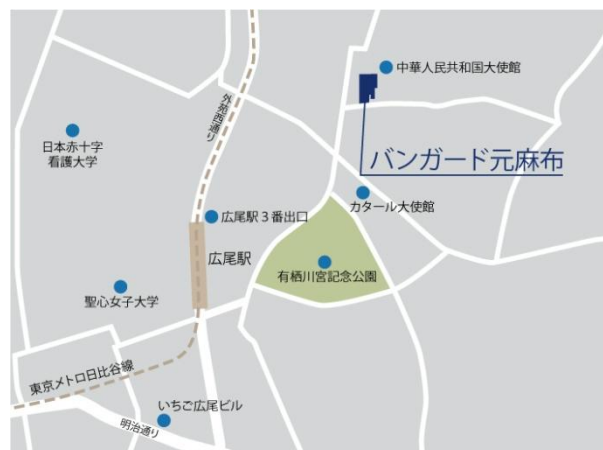 中華人民共和国大使館
外苑西通り
日本赤十字
看護大学
バンガード元麻布
カタール大使館
広尾駅3番出口
広尾駅
有栖川宮記念公園
聖心女子大学
東京メトロ日比谷線
いちご広尾ビル
明治通り